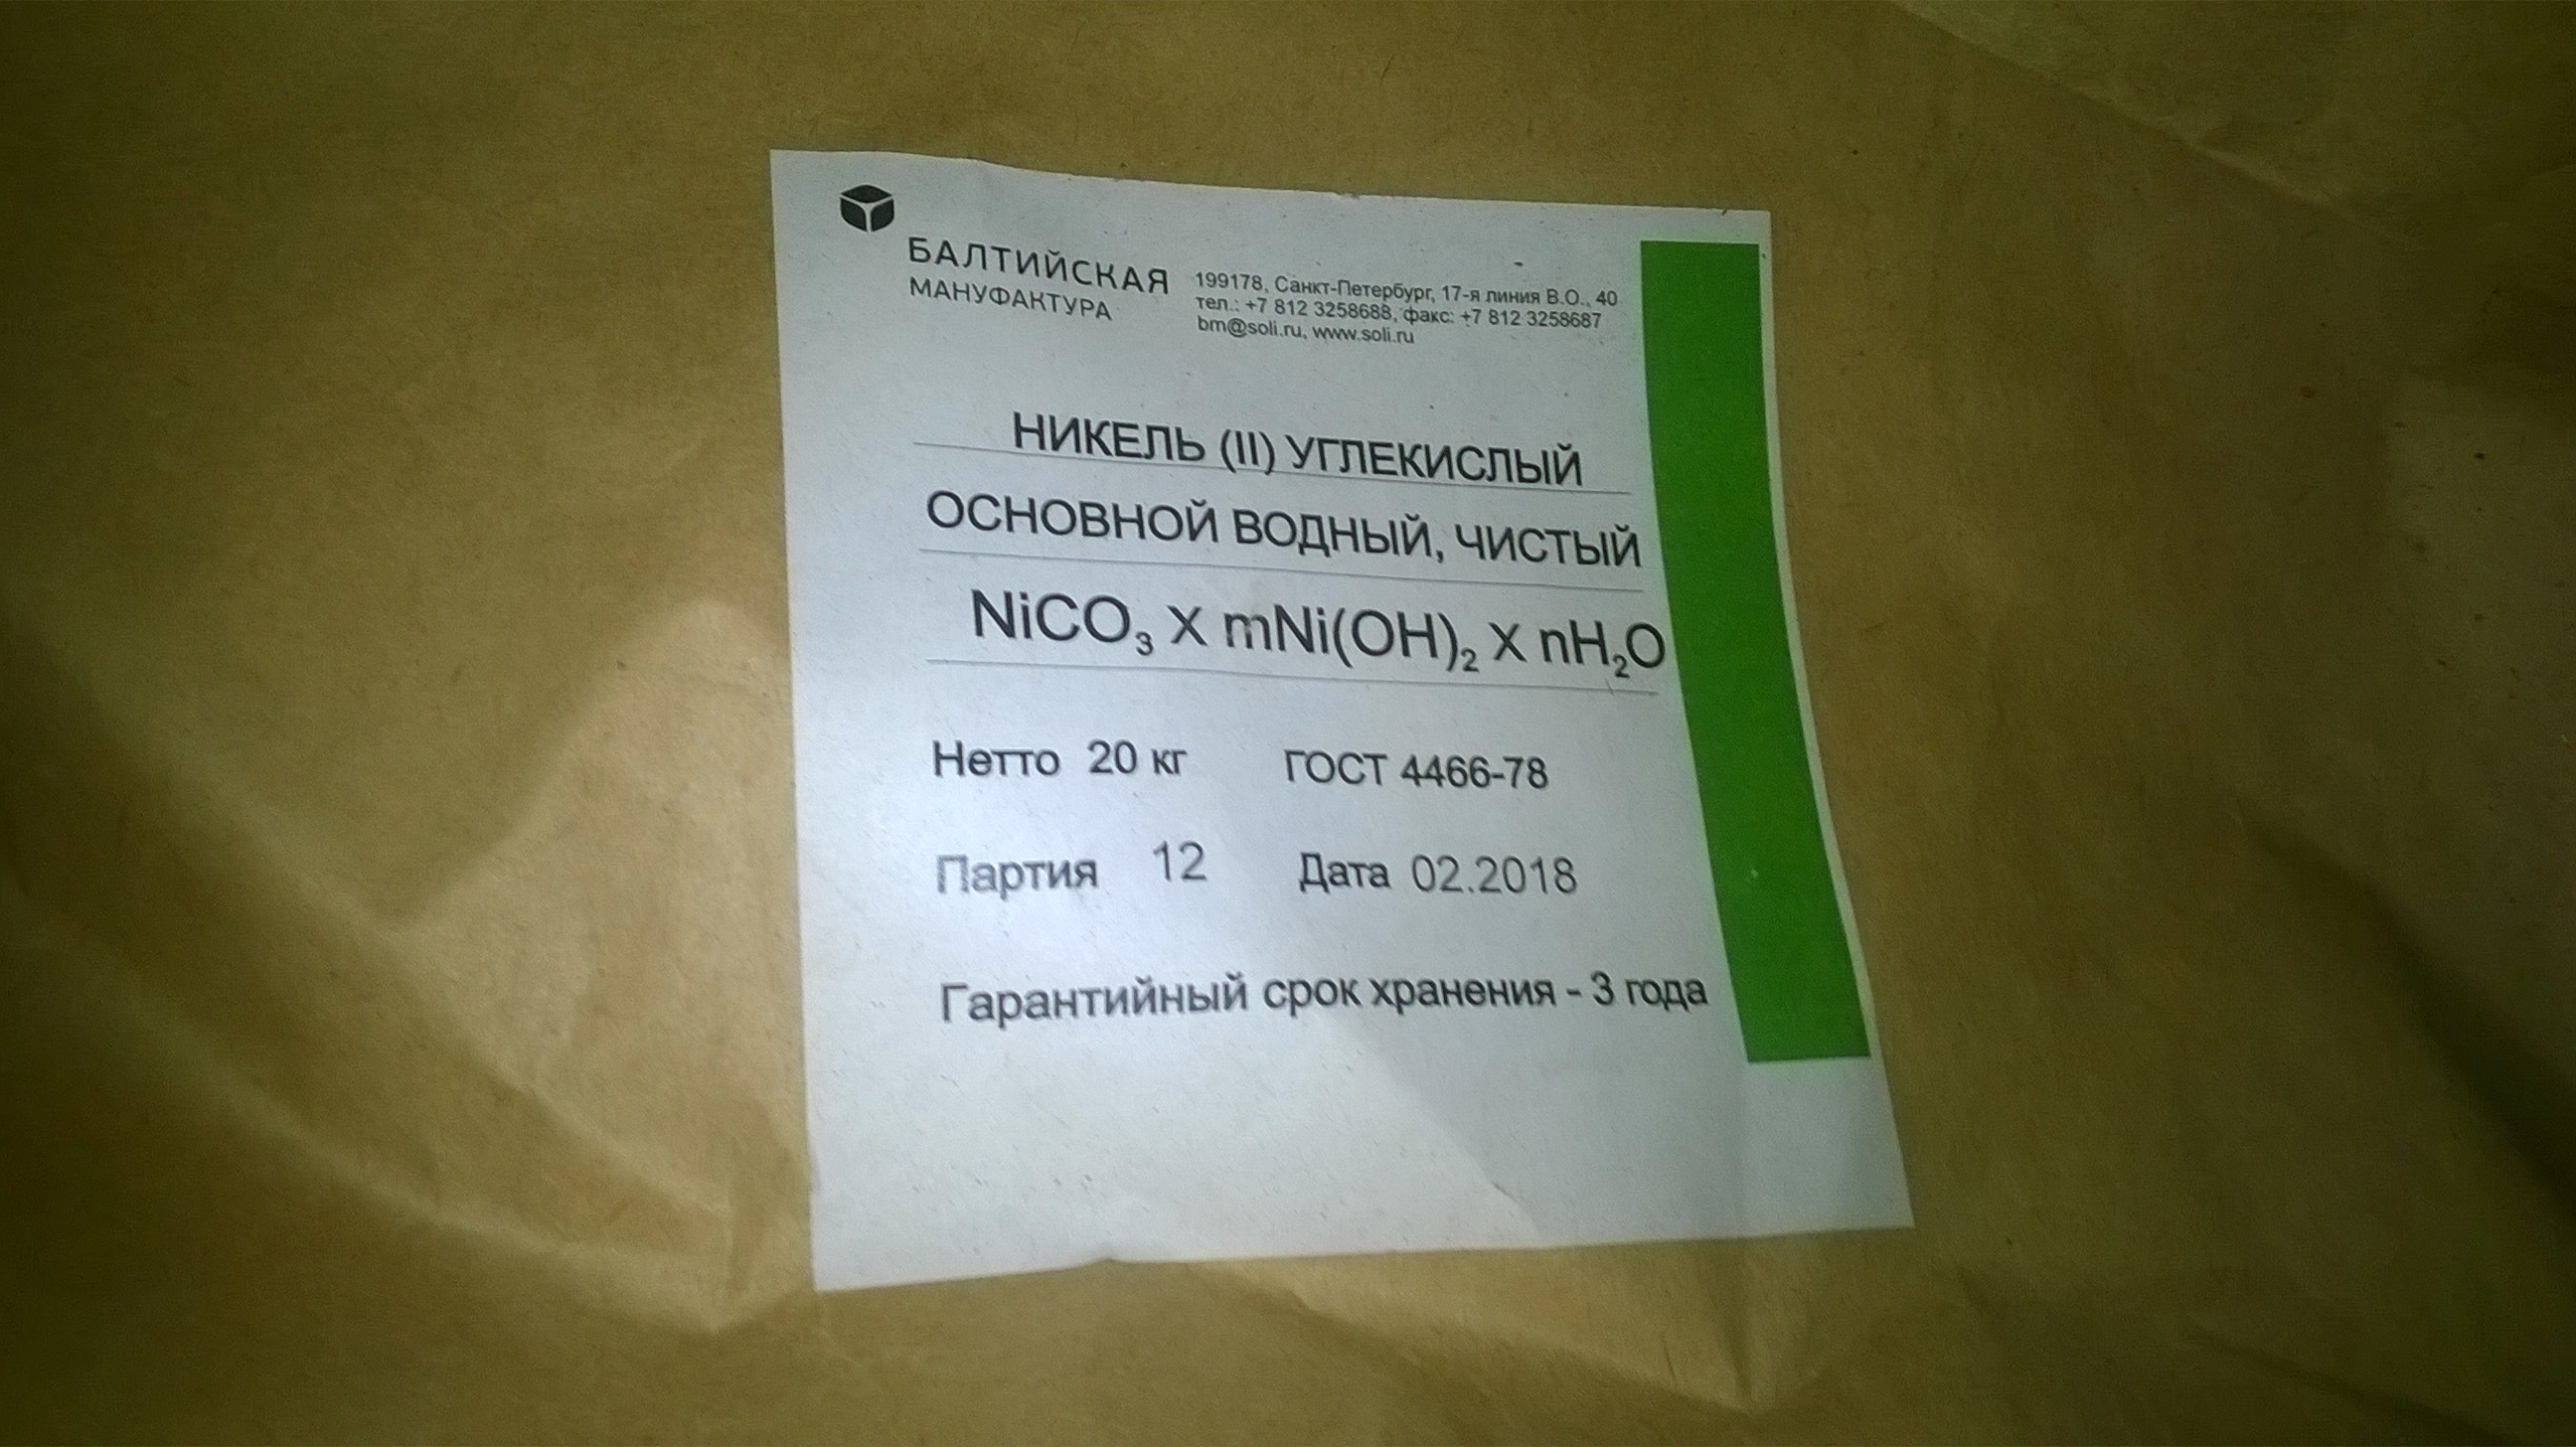 БАЛТИЙСКАЯ
МАНУФАКТУРА
199178, Санкт-Петербург, 17-я линия В.О., 40
тел.: +7 812 3258688, факс: +7 812 3258687
bm@soli.ru, www.soli.ru
НИКЕЛЬ (II) УГЛЕКИСЛЫЙ
ОСНОВНОЙ ВОДНЫЙ, ЧИСТЫЙ
NiCO₃ X mNi(OH)₂ X nH₂O
Нетто 20 кг ГОСТ 4466-78
Партия 12 Дата 02.2018
Гарантийный срок хранения - 3 года